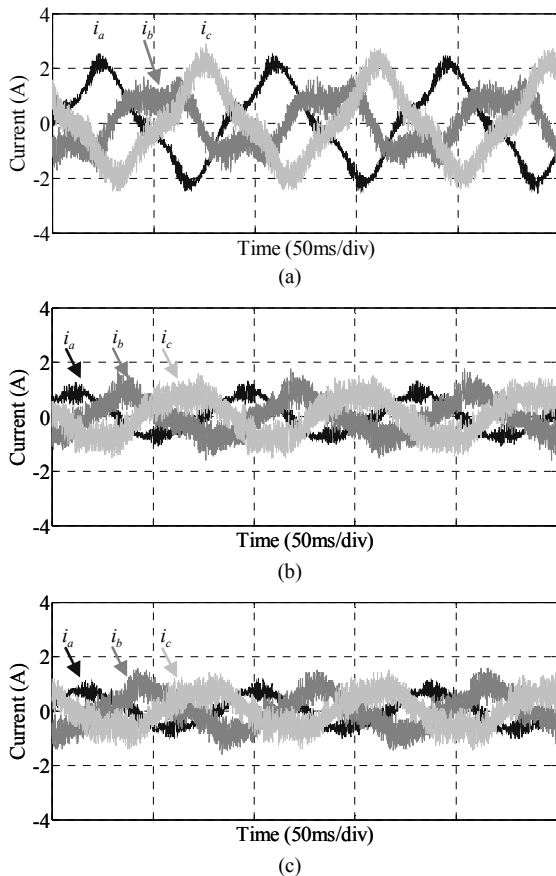 i_a i_b i_c
4
2
0
-2
-4
Current (A)
Time (50ms/div)
(a)
4
2
0
-2
-4
i_a i_b i_c
Current (A)
Time (50ms/div)
(b)
4
2
0
-2
-4
i_a i_b i_c
Current (A)
Time (50ms/div)
(c)